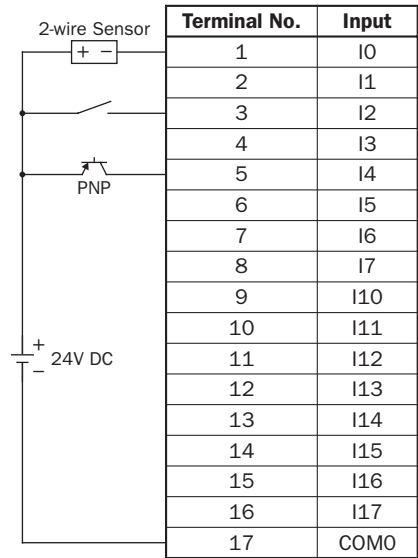 2-wire Sensor
+ −
PNP
+
24V DC
−
Terminal No. Input
1 I0
2 I1
3 I2
4 I3
5 I4
6 I5
7 I6
8 I7
9 I10
10 I11
11 I12
12 I13
13 I14
14 I15
15 I16
16 I17
17 COM0